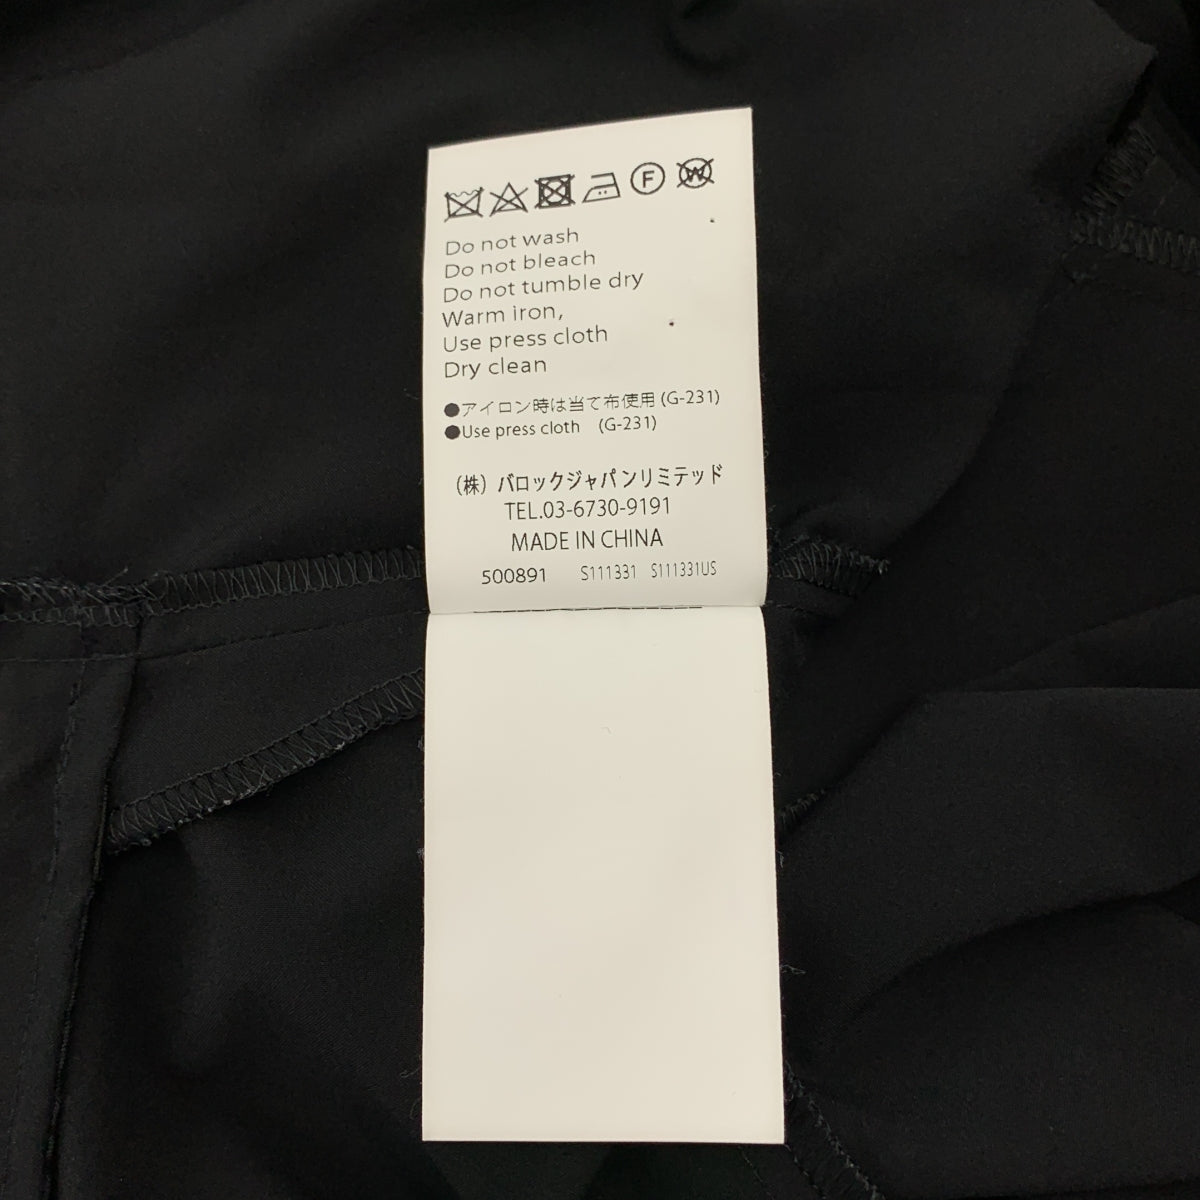 F W
Do not wash
Do not bleach
Do not tumble dry
Warm iron,
Use press cloth
Dry clean
●アイロン時は当て布使用 (G-231)
●Use press cloth (G-231)
（株）バロックジャパンリミテッド
TEL.03-6730-9191
MADE IN CHINA
500891 S111331 S111331US